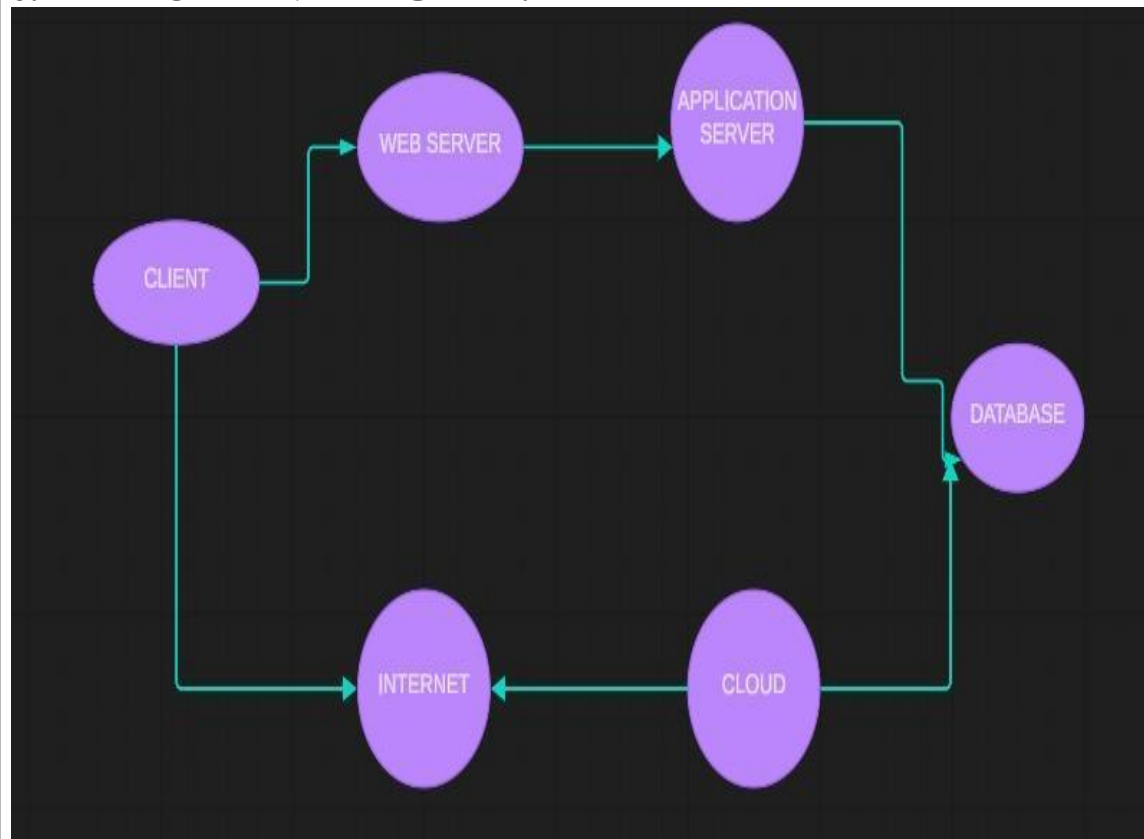 WEB SERVER
APPLICATION
SERVER
CLIENT
DATABASE
INTERNET
CLOUD